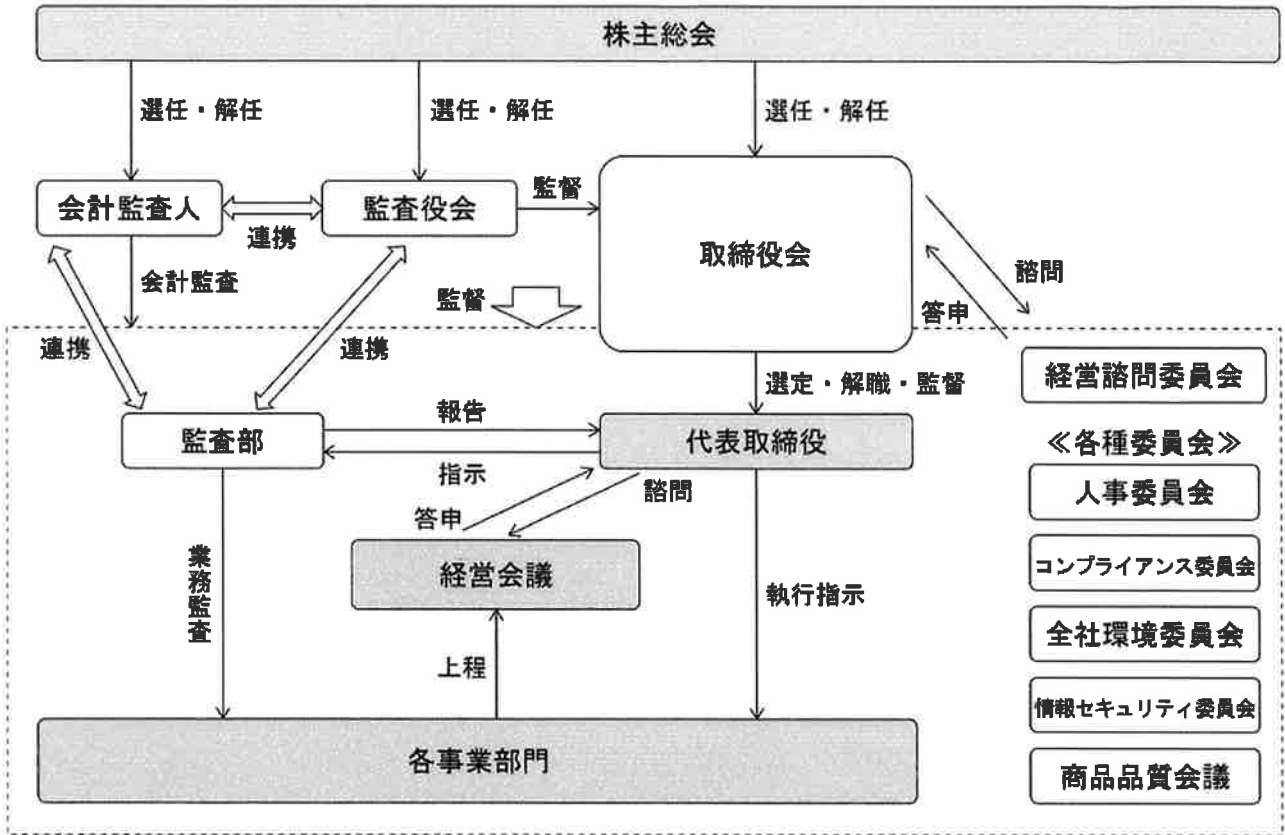 株主総会
選任・解任
選任・解任
選任・解任
会計監査人
連携
監査役会
監督
取締役会
諮問
答申
会計監査
監督
連携
連携
経営諮問委員会
選定・解職・監督
監査部
報告
指示
代表取締役
≪各種委員会≫
人事委員会
諮問
答申
経営会議
コンプライアンス委員会
業務監査
執行指示
全社環境委員会
上程
情報セキュリティ委員会
各事業部門
商品品質会議